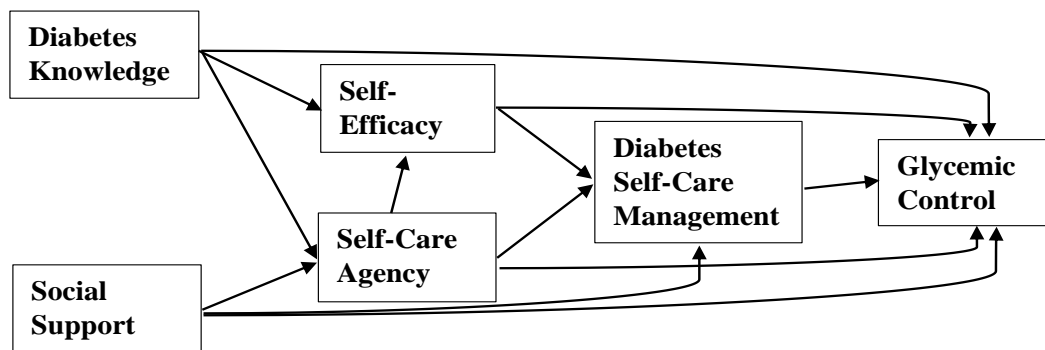 Diabetes
Knowledge
Self-
Efficacy
Diabetes
Self-Care
Management
Glycemic
Control
Self-Care
Agency
Social
Support